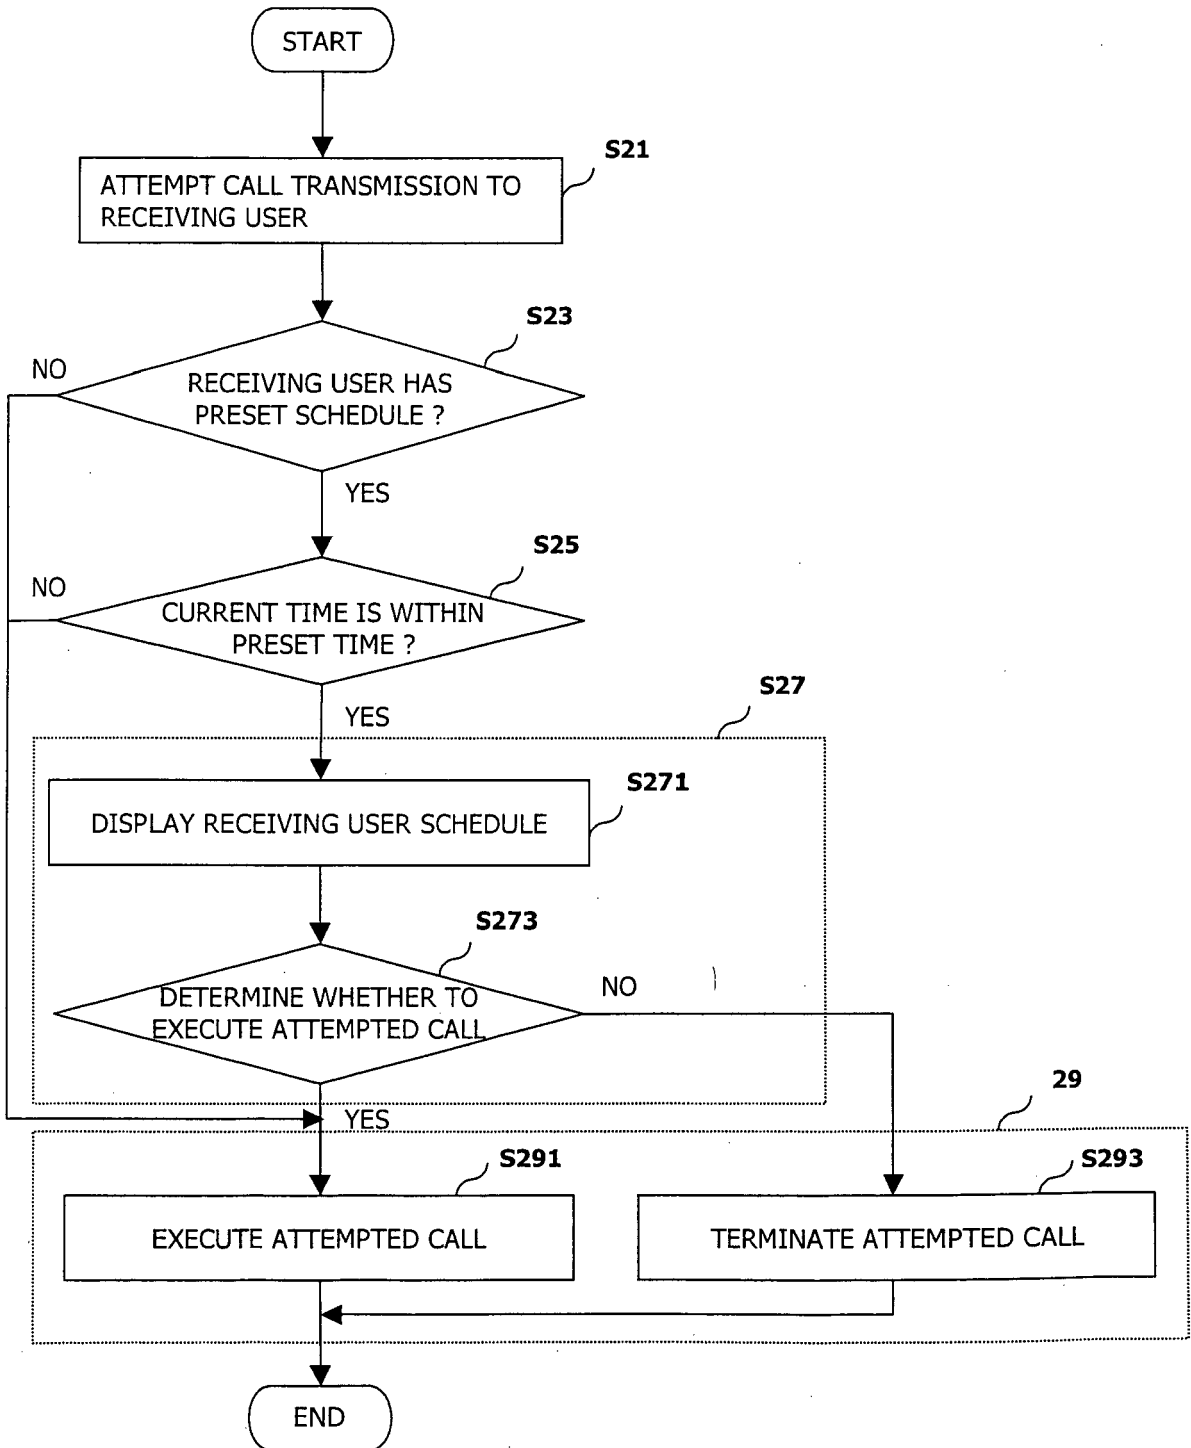 START
S21
ATTEMPT CALL TRANSMISSION TO
RECEIVING USER
S23
NO
RECEIVING USER HAS
PRESET SCHEDULE ?
YES
S25
NO
CURRENT TIME IS WITHIN
PRESET TIME ?
YES
S27
S271
DISPLAY RECEIVING USER SCHEDULE
S273
DETERMINE WHETHER TO
EXECUTE ATTEMPTED CALL
NO
29
YES
S291
EXECUTE ATTEMPTED CALL
S293
TERMINATE ATTEMPTED CALL
END